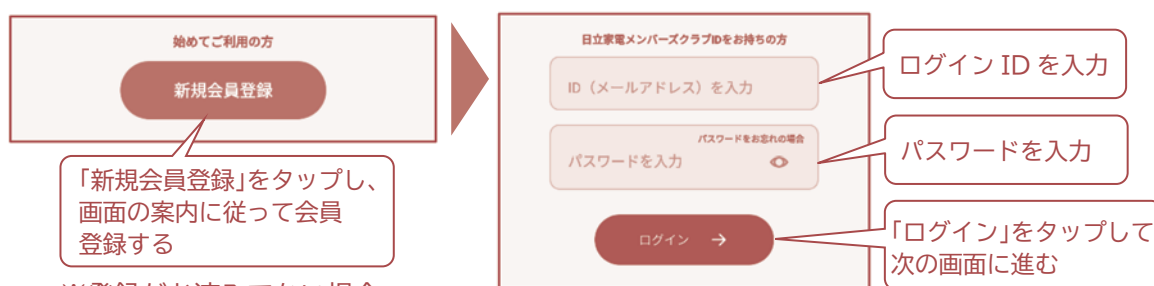 始めてご利用の方
新規会員登録
「新規会員登録」をタップし、
画面の案内に従って会員
登録する
日立家電メンバーズクラブIDをお持ちの方
ID（メールアドレス）を入力
パスワードをお忘れの場合
パスワードを入力
ログイン →
ログイン ID を入力
パスワードを入力
「ログイン」をタップして
次の画面に進む